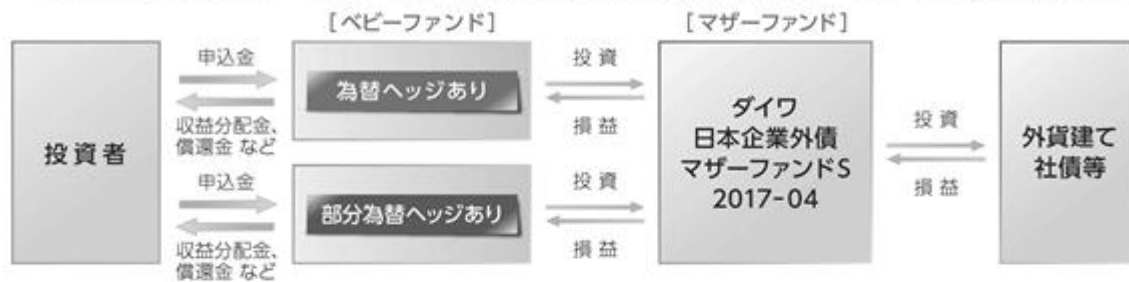 [ベビーファンド]
[マザーファンド]
投資者
申込金
収益分配金、
償還金 など
為替ヘッジあり
投資
損益
申込金
収益分配金、
償還金 など
部分為替ヘッジあり
投資
損益
ダイワ
日本企業外債
マザーファンドS
2017-04
投資
損益
外貨建て
社債等